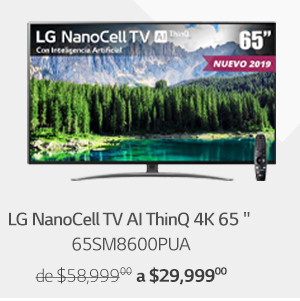 LG NanoCell TV AI ThinQ
Con Inteligencia Artificial
65"
NUEVO 2019
LG NanoCell TV AI ThinQ 4K 65 "
65SM8600PUA
de $58,999⁰⁰ a $29,999⁰⁰